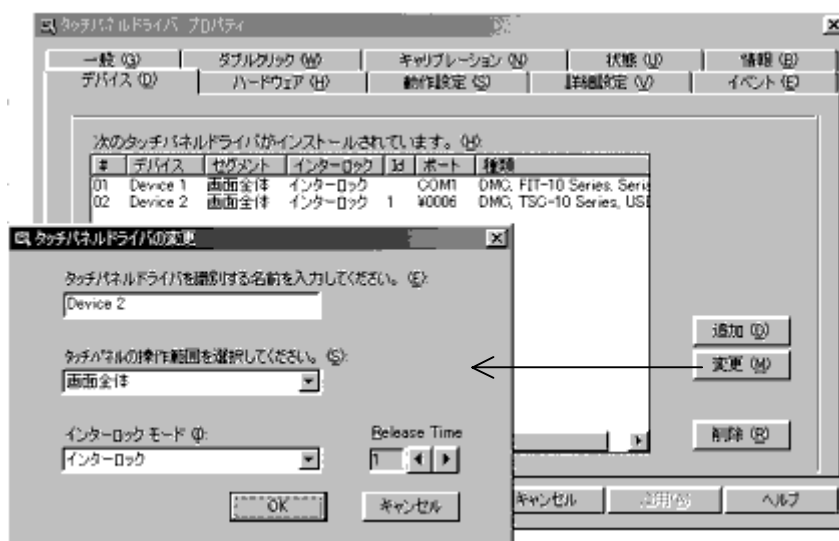 タッチパネルドライバ プロパティ
一般 (G) ダブルクリック (W) キャリブレーション (N) 状態 (U) 情報 (B)
デバイス (D) ハードウェア (H) 動作設定 (S) 詳細設定 (V) イベント (E)
次のタッチパネルドライバがインストールされています。(H):
# デバイス セグメント インターロック Id ポート 種類
01 Device 1 画面全体 インターロック COM1 DMC, FIT-10 Series, Seri
02 Device 2 画面全体 インターロック 1 ¥0006 DMC, TSC-10 Series, US
追加 (D)
変更 (M)
削除 (R)
キャンセル 適用(A) ヘルプ
タッチパネルドライバの変更
タッチパネルドライバを識別する名前を入力してください。(E):
Device 2
タッチパネルの操作範囲を選択してください。(S):
画面全体
インターロック モード (I): Release Time
インターロック 1
OK キャンセル